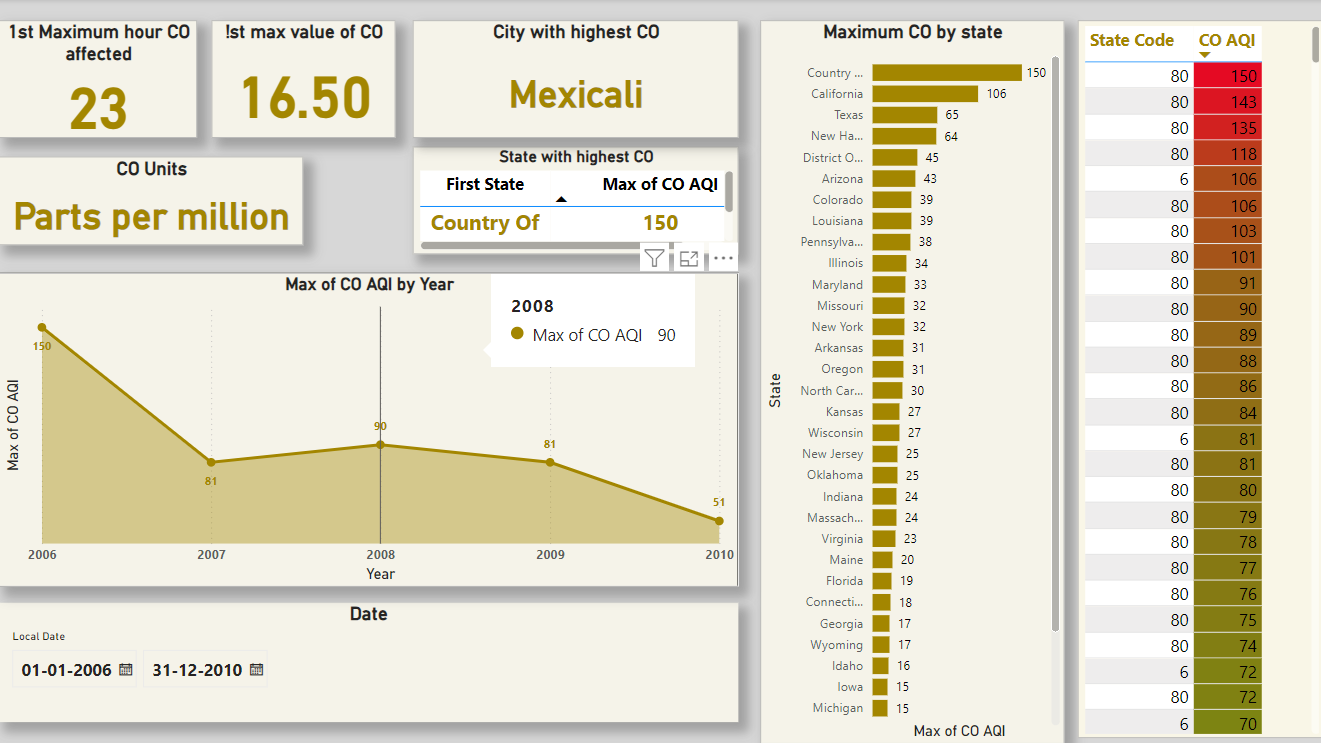 1st Maximum hour CO
affected
23
!st max value of CO
16.50
City with highest CO
Mexicali
CO Units
Parts per million
State with highest CO
First State Max of CO AQI
Country Of 150
Max of CO AQI by Year
2008
Max of CO AQI 90
Max of CO AQI
150
81
90
81
51
2006 2007 2008 2009 2010
Year
Date
Local Date
01-01-2006 31-12-2010
Maximum CO by state
State
Country ... 150
California 106
Texas 65
New Ha... 64
District O... 45
Arizona 43
Colorado 39
Louisiana 39
Pennsylva... 38
Illinois 34
Maryland 33
Missouri 32
New York 32
Arkansas 31
Oregon 31
North Car... 30
Kansas 27
Wisconsin 27
New Jersey 25
Oklahoma 25
Indiana 24
Massach... 24
Virginia 23
Maine 20
Florida 19
Connecti... 18
Georgia 17
Wyoming 17
Idaho 16
Iowa 15
Michigan 15
Max of CO AQI
State Code CO AQI
80 150
80 143
80 135
80 118
6 106
80 106
80 103
80 101
80 91
80 90
80 89
80 88
80 86
80 84
6 81
80 81
80 80
80 79
80 78
80 77
80 76
80 75
80 74
6 72
80 72
6 70